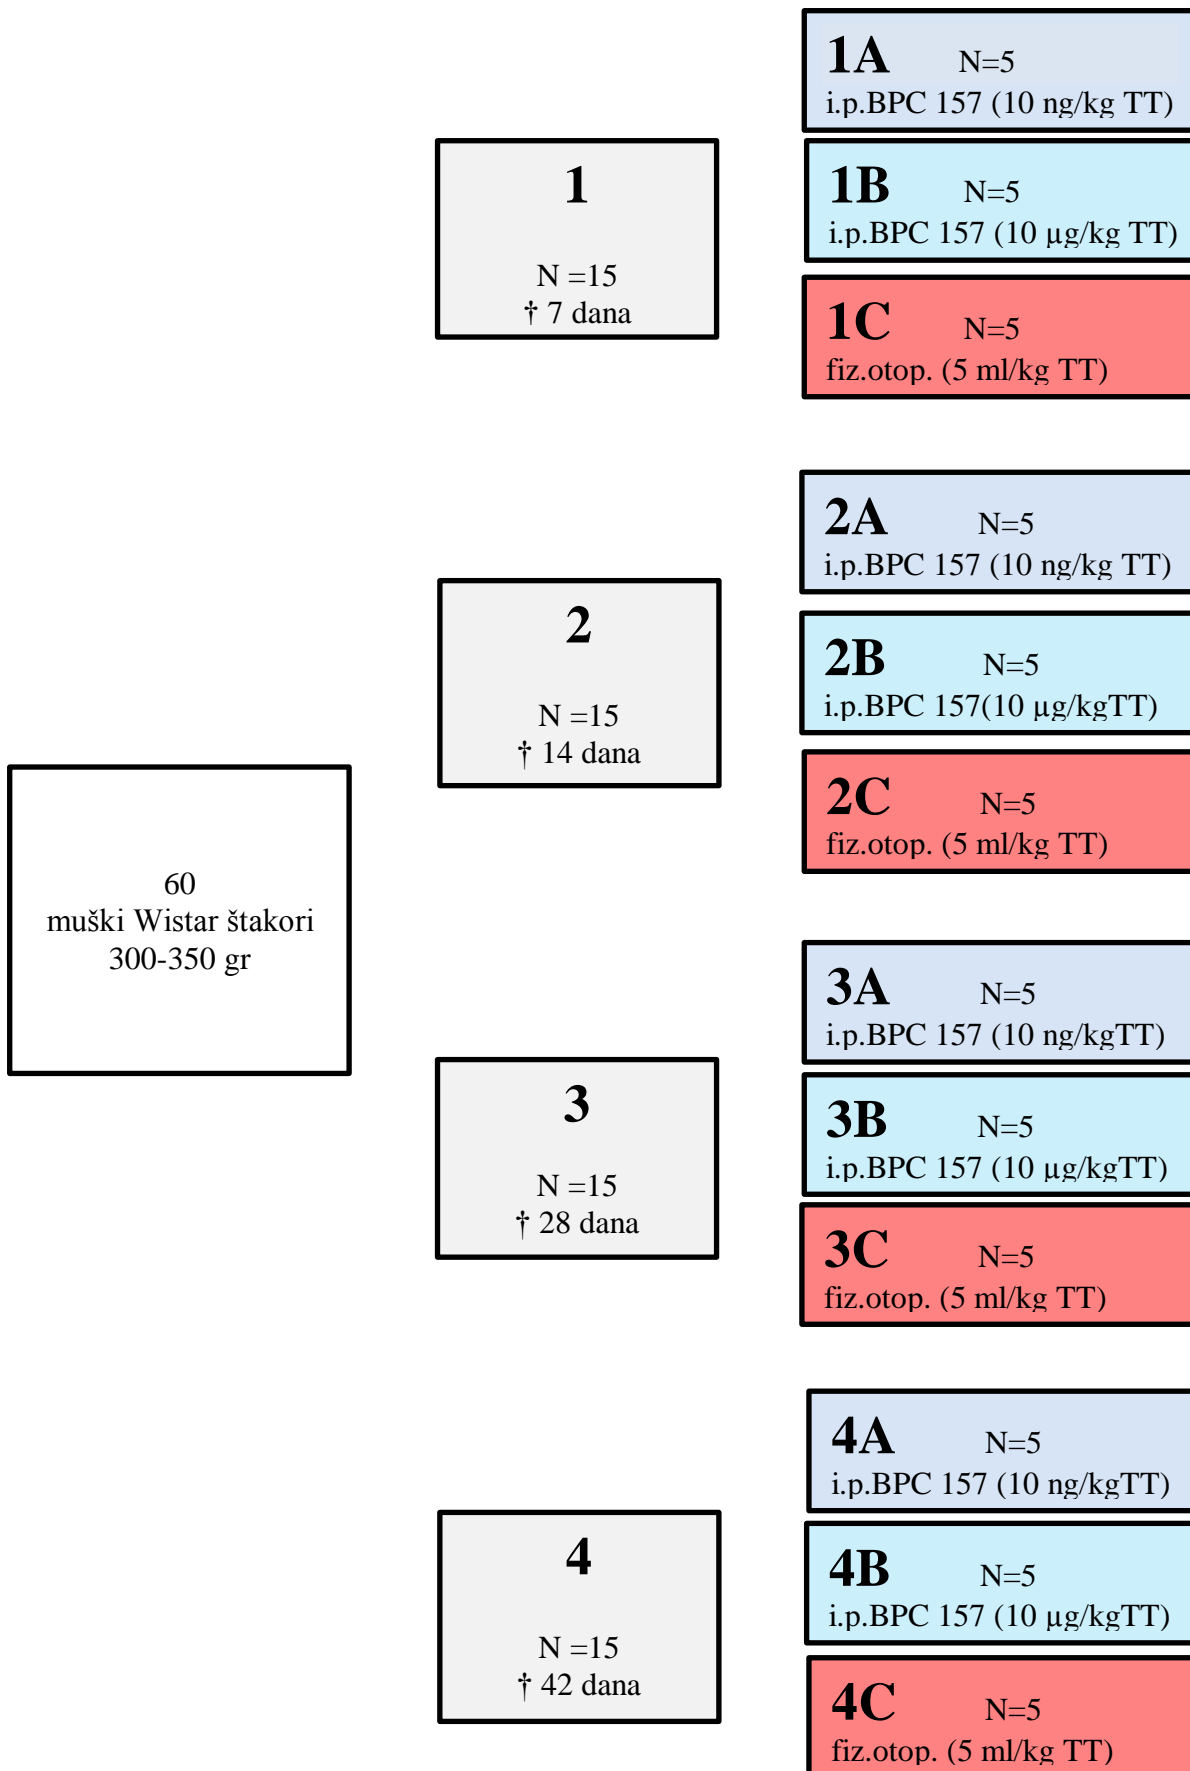 60
muški Wistar štakori
300-350 gr
1
N =15
† 7 dana
1A N=5
i.p.BPC 157 (10 ng/kg TT)
1B N=5
i.p.BPC 157 (10 µg/kg TT)
1C N=5
fiz.otop. (5 ml/kg TT)
2
N =15
† 14 dana
2A N=5
i.p.BPC 157 (10 ng/kg TT)
2B N=5
i.p.BPC 157(10 µg/kgTT)
2C N=5
fiz.otop. (5 ml/kg TT)
3
N =15
† 28 dana
3A N=5
i.p.BPC 157 (10 ng/kgTT)
3B N=5
i.p.BPC 157 (10 µg/kgTT)
3C N=5
fiz.otop. (5 ml/kg TT)
4
N =15
† 42 dana
4A N=5
i.p.BPC 157 (10 ng/kgTT)
4B N=5
i.p.BPC 157 (10 µg/kgTT)
4C N=5
fiz.otop. (5 ml/kg TT)